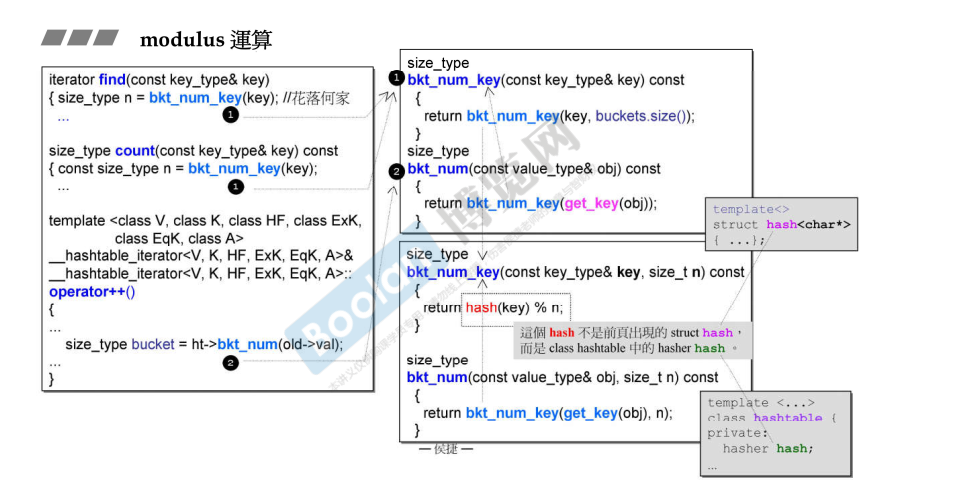 modulus 運算
iterator find(const key_type& key)
{ size_type n = bkt_num_key(key); //花落何家
1
...
size_type count(const key_type& key) const
{ const size_type n = bkt_num_key(key);
1
...
template <class V, class K, class HF, class ExK,
class EqK, class A>
__hashtable_iterator<V, K, HF, ExK, EqK, A>&
__hashtable_iterator<V, K, HF, ExK, EqK, A>::
operator++()
{
...
size_type bucket = ht->bkt_num(old->val);
2
...
}
size_type
1
bkt_num_key(const key_type& key) const
{
return bkt_num_key(key, buckets.size());
}
size_type
2
bkt_num(const value_type& obj) const
{
return bkt_num_key(get_key(obj));
}
size_type
bkt_num_key(const key_type& key, size_t n) const
{
return hash(key) % n;
}
size_type
bkt_num(const value_type& obj, size_t n) const
{
return bkt_num_key(get_key(obj), n);
}
template<>
struct hash<char*>
{ ...};
這個 hash 不是前頁出現的 struct hash，
而是 class hashtable 中的 hasher hash 。
template <...>
class hashtable {
private:
hasher hash;
...
— 侯捷 —
Boolan
博览网